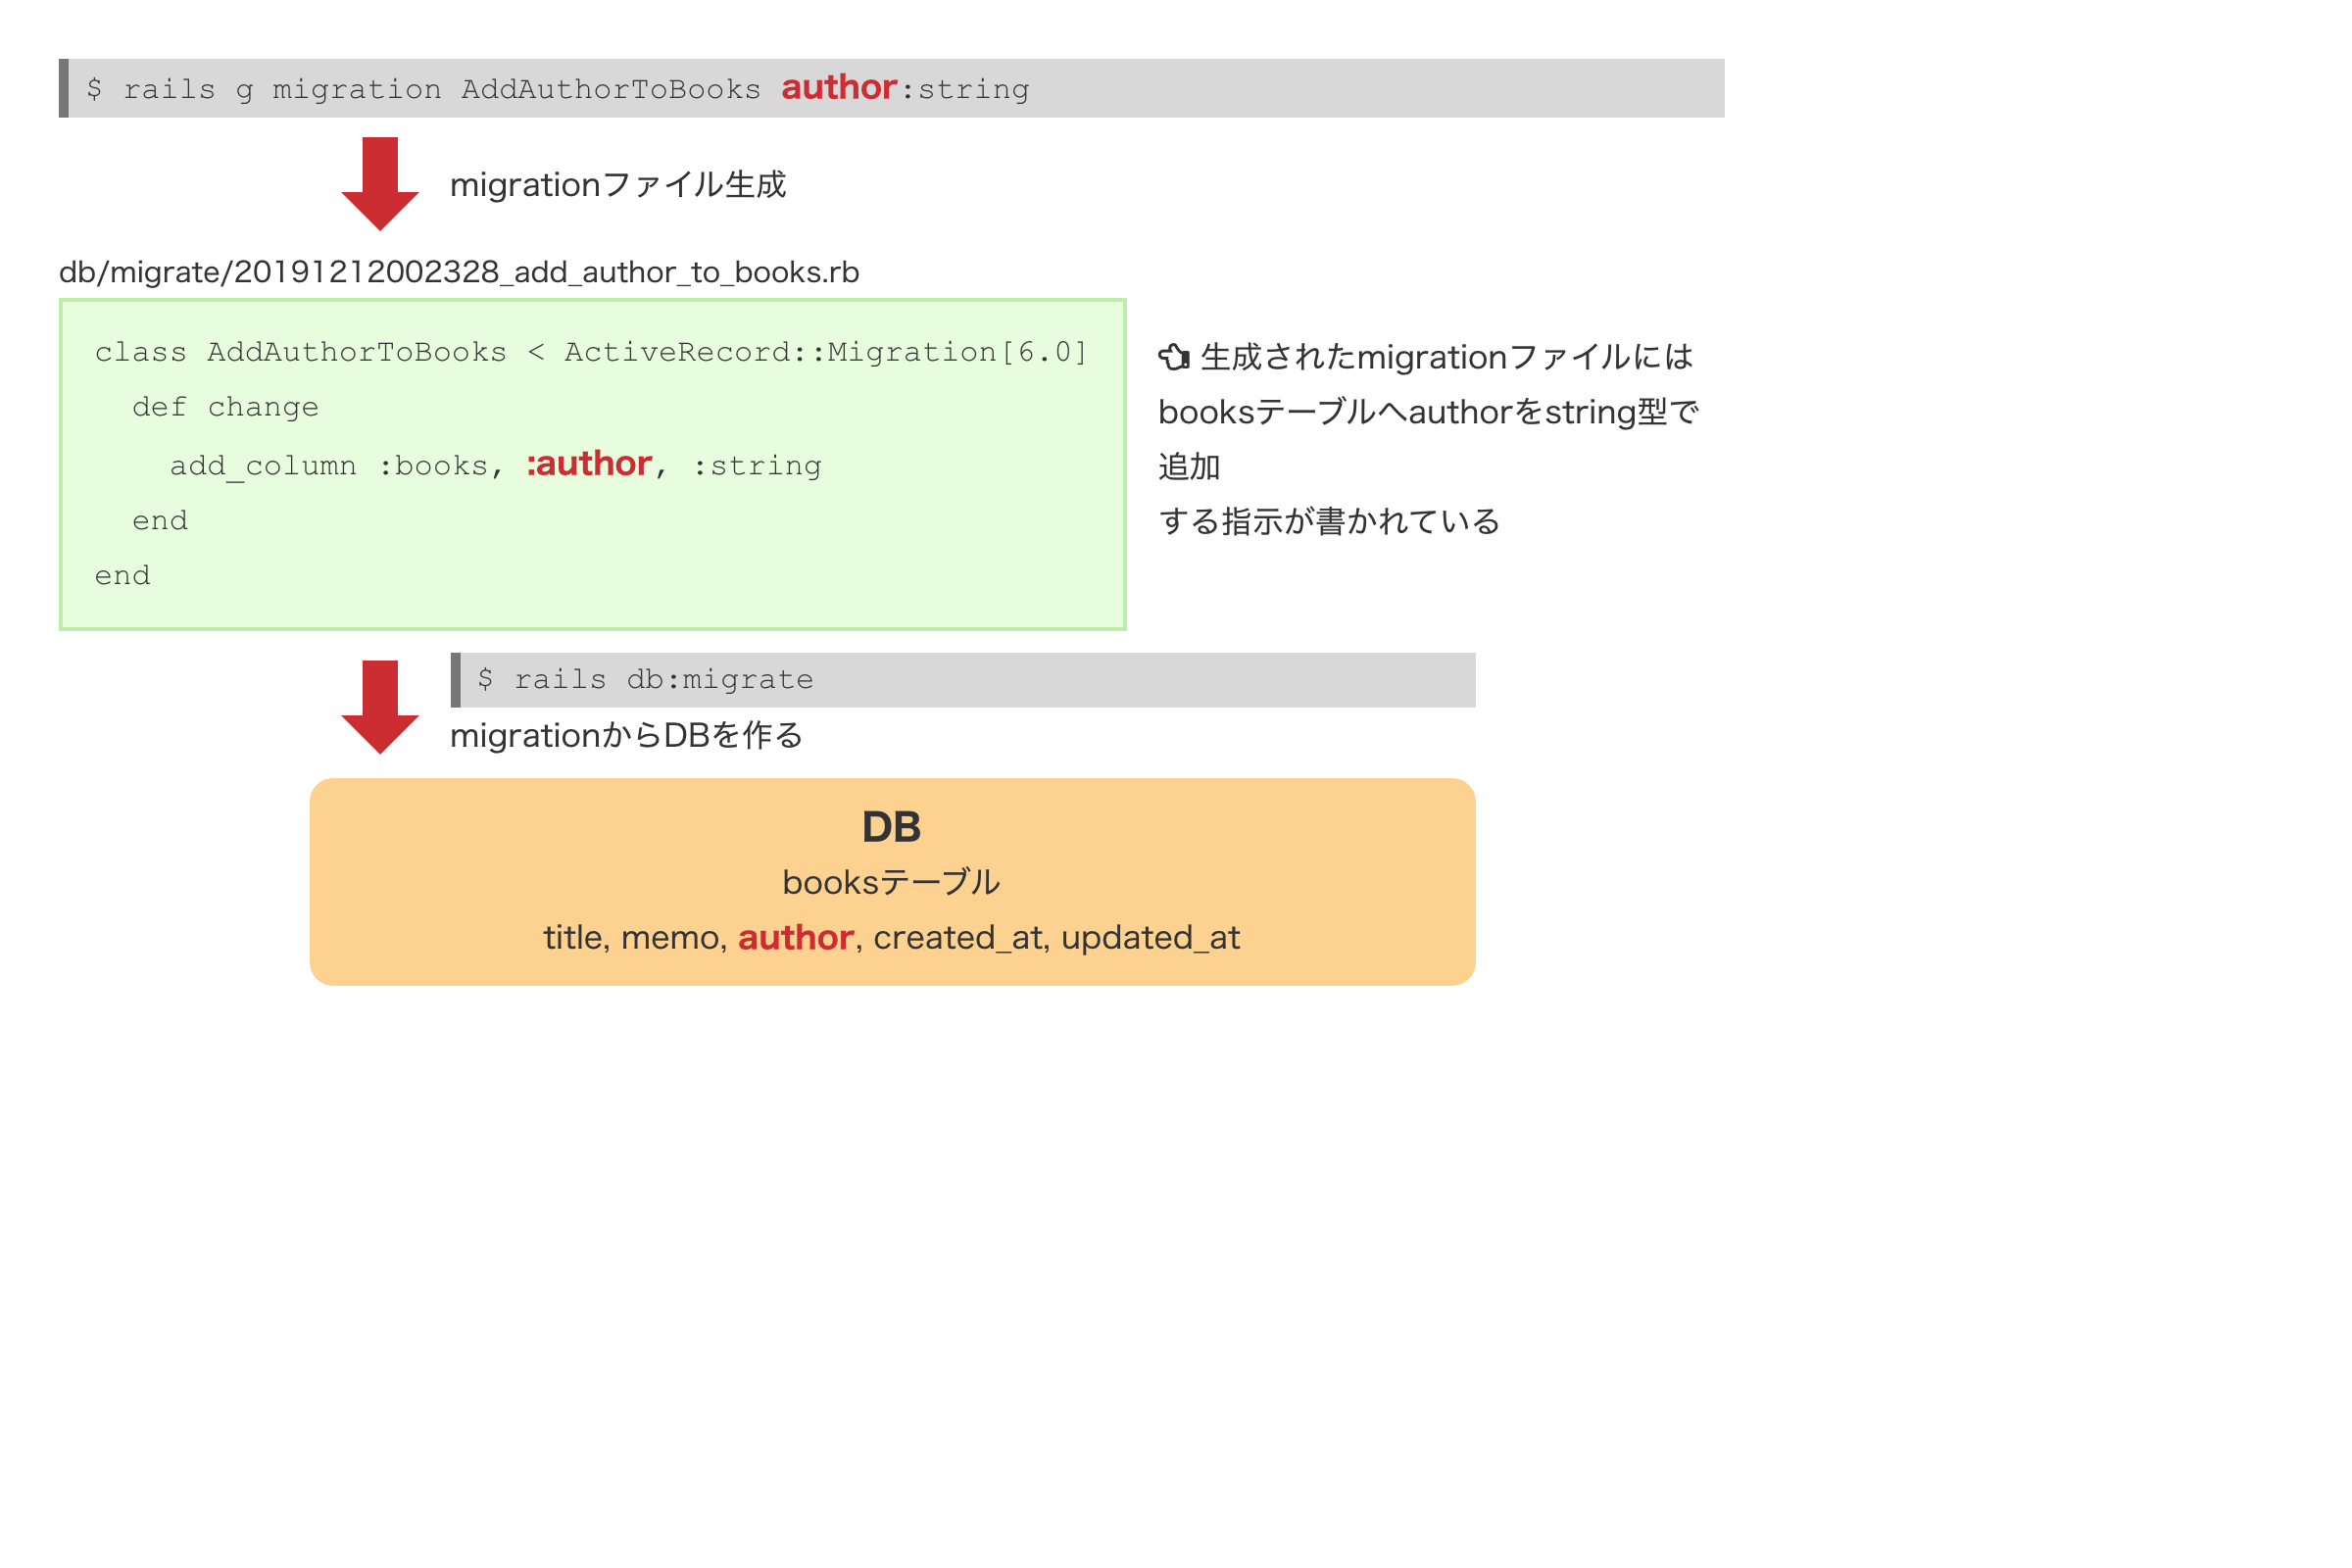 $ rails g migration AddAuthorToBooks author:string
migrationファイル生成
db/migrate/20191212002328_add_author_to_books.rb
class AddAuthorToBooks < ActiveRecord::Migration[6.0]
  def change
    add_column :books, :author, :string
  end
end
生成されたmigrationファイルには
booksテーブルへauthorをstring型で
追加
する指示が書かれている
$ rails db:migrate
migrationからDBを作る
DB
booksテーブル
title, memo, author, created_at, updated_at